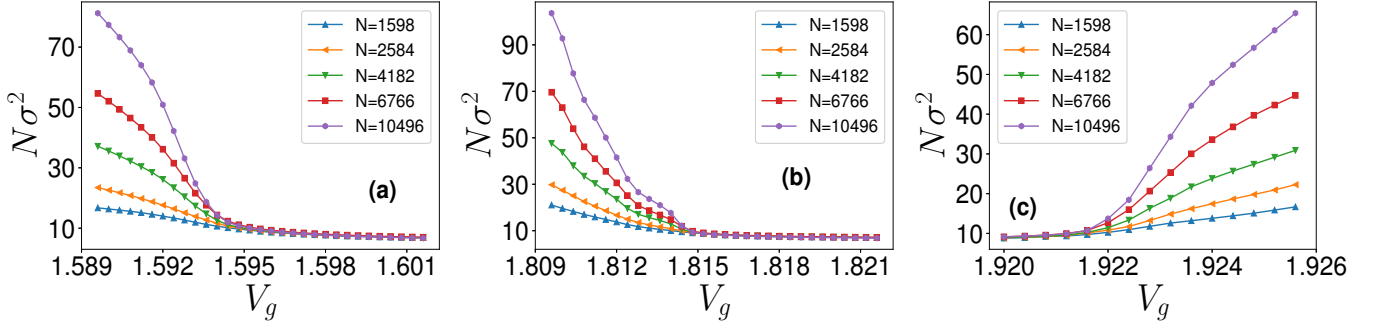 Nσ²
70
50
30
10
N=1598
N=2584
N=4182
N=6766
N=10496
(a)
1.589 1.592 1.595 1.598 1.601
V_g
Nσ²
90
70
50
30
10
N=1598
N=2584
N=4182
N=6766
N=10496
(b)
1.809 1.812 1.815 1.818 1.821
V_g
Nσ²
60
50
40
30
20
10
N=1598
N=2584
N=4182
N=6766
N=10496
(c)
1.920 1.922 1.924 1.926
V_g